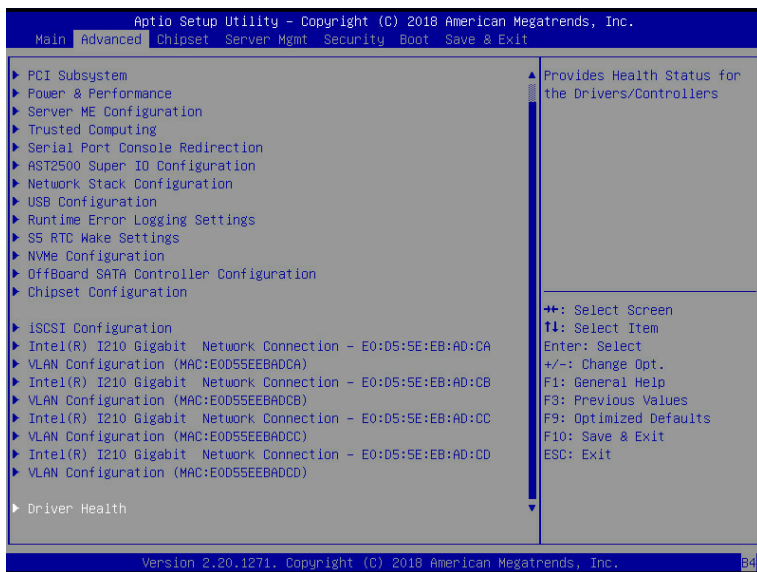 Aptio Setup Utility – Copyright (C) 2018 American Megatrends, Inc.
Main Advanced Chipset Server Mgmt Security Boot Save & Exit
PCI Subsystem
Power & Performance
Server ME Configuration
Trusted Computing
Serial Port Console Redirection
AST2500 Super IO Configuration
Network Stack Configuration
USB Configuration
Runtime Error Logging Settings
S5 RTC Wake Settings
NVMe Configuration
OffBoard SATA Controller Configuration
Chipset Configuration
iSCSI Configuration
Intel(R) I210 Gigabit  Network Connection – E0:D5:5E:EB:AD:CA
VLAN Configuration (MAC:E0D55EEBADCA)
Intel(R) I210 Gigabit  Network Connection – E0:D5:5E:EB:AD:CB
VLAN Configuration (MAC:E0D55EEBADCB)
Intel(R) I210 Gigabit  Network Connection – E0:D5:5E:EB:AD:CC
VLAN Configuration (MAC:E0D55EEBADCC)
Intel(R) I210 Gigabit  Network Connection – E0:D5:5E:EB:AD:CD
VLAN Configuration (MAC:E0D55EEBADCD)
Driver Health
Provides Health Status for
the Drivers/Controllers
→←: Select Screen
↑↓: Select Item
Enter: Select
+/-: Change Opt.
F1: General Help
F3: Previous Values
F9: Optimized Defaults
F10: Save & Exit
ESC: Exit
Version 2.20.1271. Copyright (C) 2018 American Megatrends, Inc.
B4